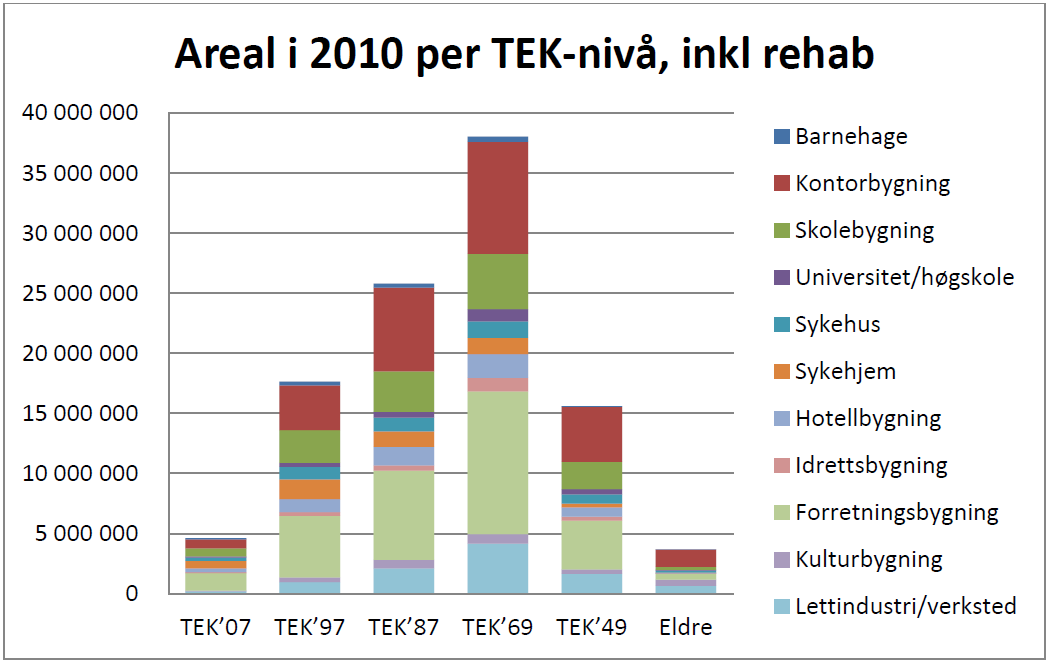 Areal i 2010 per TEK-nivå, inkl rehab
40 000 000
35 000 000
30 000 000
25 000 000
20 000 000
15 000 000
10 000 000
5 000 000
0
TEK’07 TEK’97 TEK’87 TEK’69 TEK’49 Eldre
Barnehage
Kontorbygning
Skolebygning
Universitet/høgskole
Sykehus
Sykehjem
Hotellbygning
Idrettsbygning
Forretningsbygning
Kulturbygning
Lettindustri/verksted